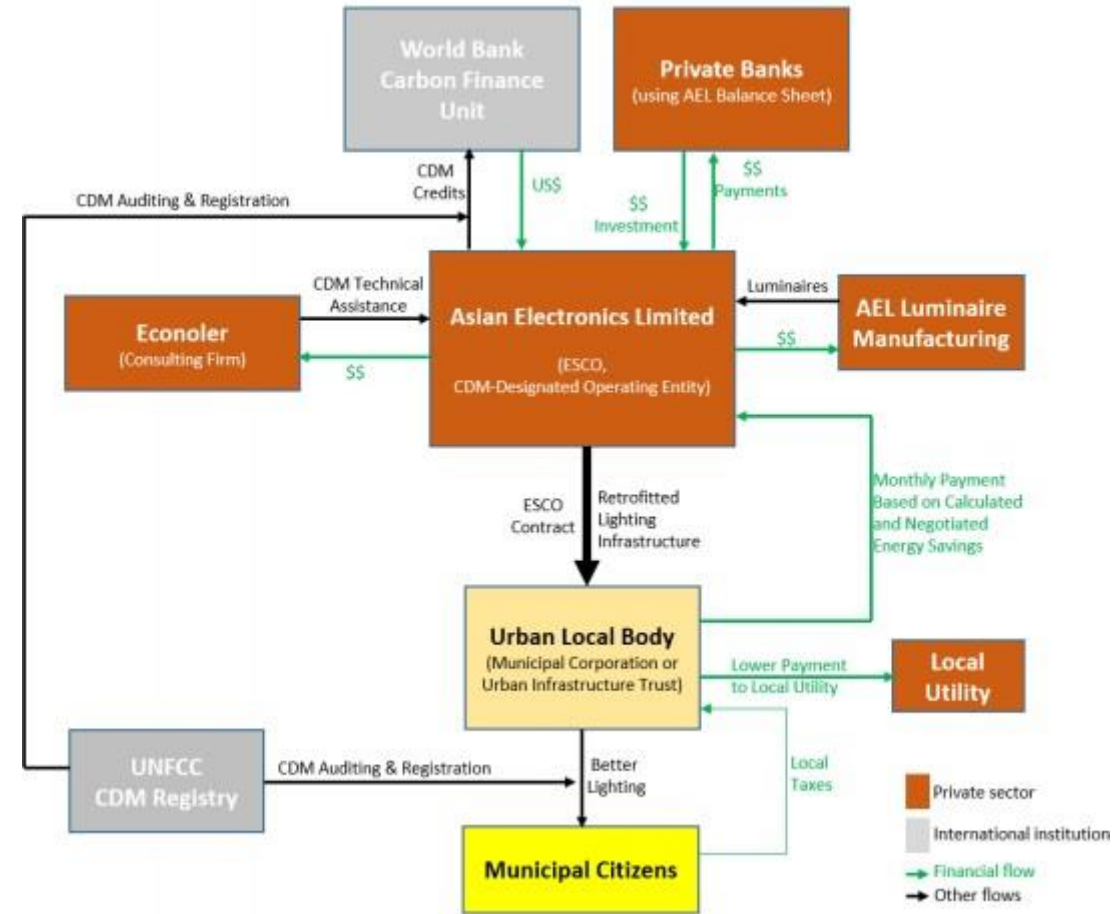 World Bank
Carbon Finance
Unit
Private Banks
(using AEL Balance Sheet)
CDM
Credits
US$
$$
Investment
$$
Payments
CDM Auditing & Registration
Econoler
(Consulting Firm)
CDM Technical
Assistance
$$
Asian Electronics Limited
(ESCO,
CDM-Designated Operating Entity)
Luminaires
$$
AEL Luminaire
Manufacturing
ESCO
Contract
Retrofitted
Lighting
Infrastructure
Monthly Payment
Based on Calculated
and Negotiated
Energy Savings
Urban Local Body
(Municipal Corporation or
Urban Infrastructure Trust)
Lower Payment
to Local Utility
Local
Utility
UNFCC
CDM Registry
CDM Auditing & Registration
Better
Lighting
Local
Taxes
Municipal Citizens
Private sector
International institution
Financial flow
Other flows